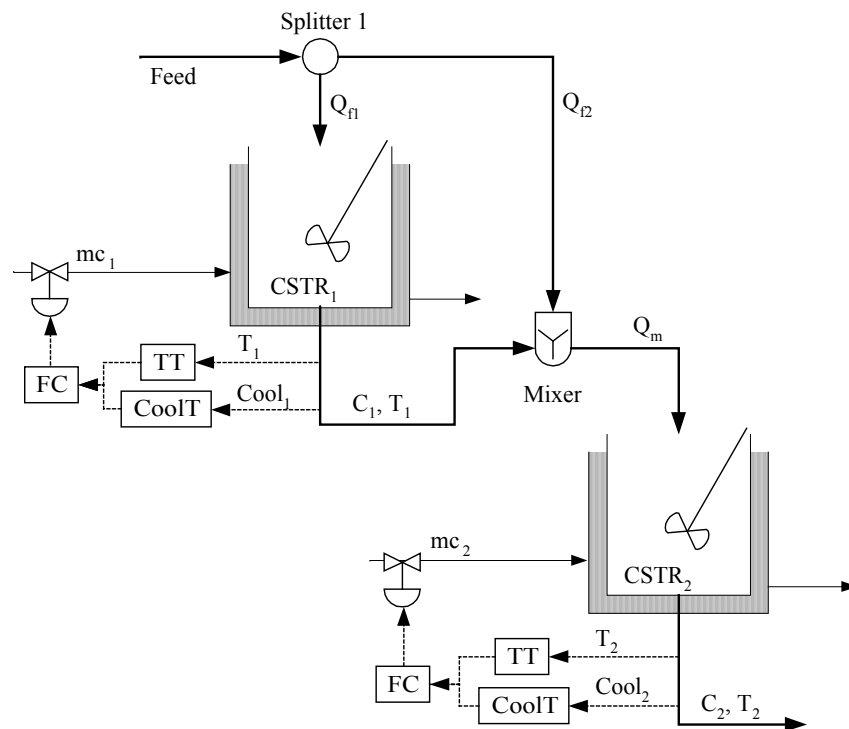 Splitter 1
Feed
Q_f1
Q_f2
mc_1
CSTR_1
Q_m
T_1
TT
FC
Cool_1
CoolT
Mixer
C_1, T_1
mc_2
CSTR_2
T_2
TT
FC
Cool_2
CoolT
C_2, T_2